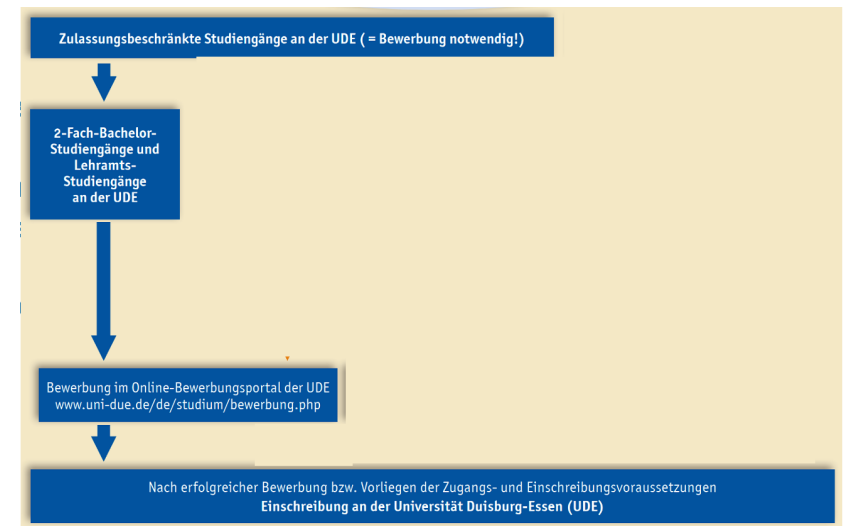 Zulassungsbeschränkte Studiengänge an der UDE ( = Bewerbung notwendig!)
2-Fach-Bachelor-
Studiengänge und
Lehramts-
Studiengänge
an der UDE
Bewerbung im Online-Bewerbungsportal der UDE
www.uni-due.de/de/studium/bewerbung.php
Nach erfolgreicher Bewerbung bzw. Vorliegen der Zugangs- und Einschreibungsvoraussetzungen
Einschreibung an der Universität Duisburg-Essen (UDE)